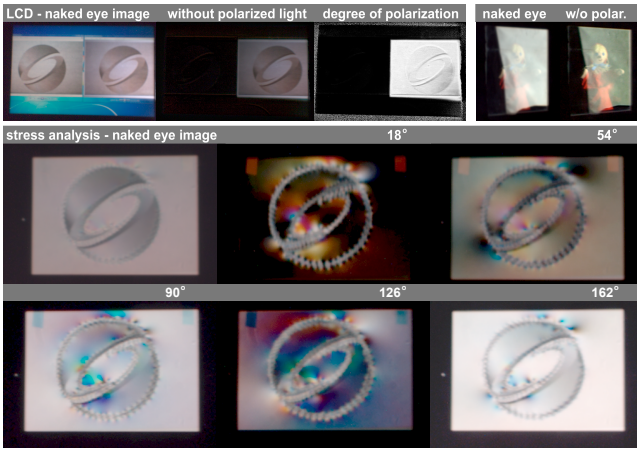 LCD - naked eye image without polarized light degree of polarization naked eye w/o polar.
stress analysis - naked eye image 18° 54°
90° 126° 162°